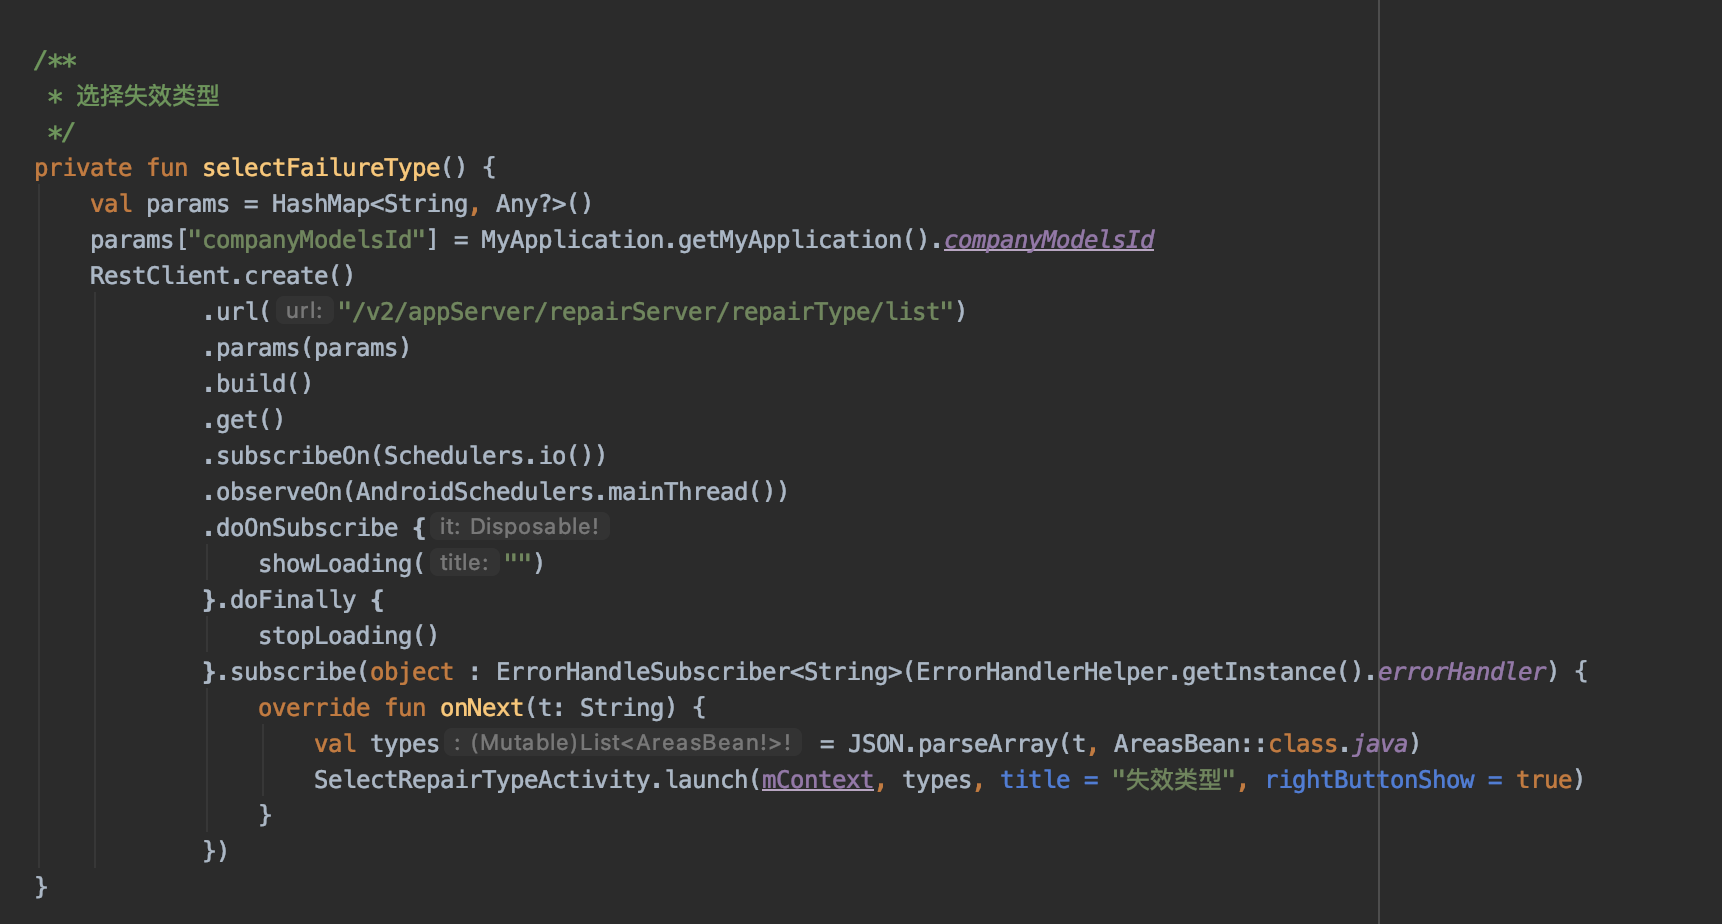 /**
* 选择失效类型
*/
private fun selectFailureType() {
val params = HashMap<String, Any?>()
params["companyModelsId"] = MyApplication.getMyApplication().companyModelsId
RestClient.create()
.url( url: "/v2/appServer/repairServer/repairType/list")
.params(params)
.build()
.get()
.subscribeOn(Schedulers.io())
.observeOn(AndroidSchedulers.mainThread())
.doOnSubscribe { it: Disposable!
showLoading( title: "")
}.doFinally {
stopLoading()
}.subscribe(object : ErrorHandleSubscriber<String>(ErrorHandlerHelper.getInstance().errorHandler) {
override fun onNext(t: String) {
val types : (Mutable)List<AreasBean!>! = JSON.parseArray(t, AreasBean::class.java)
SelectRepairTypeActivity.launch(mContext, types, title = "失效类型", rightButtonShow = true)
}
})
}